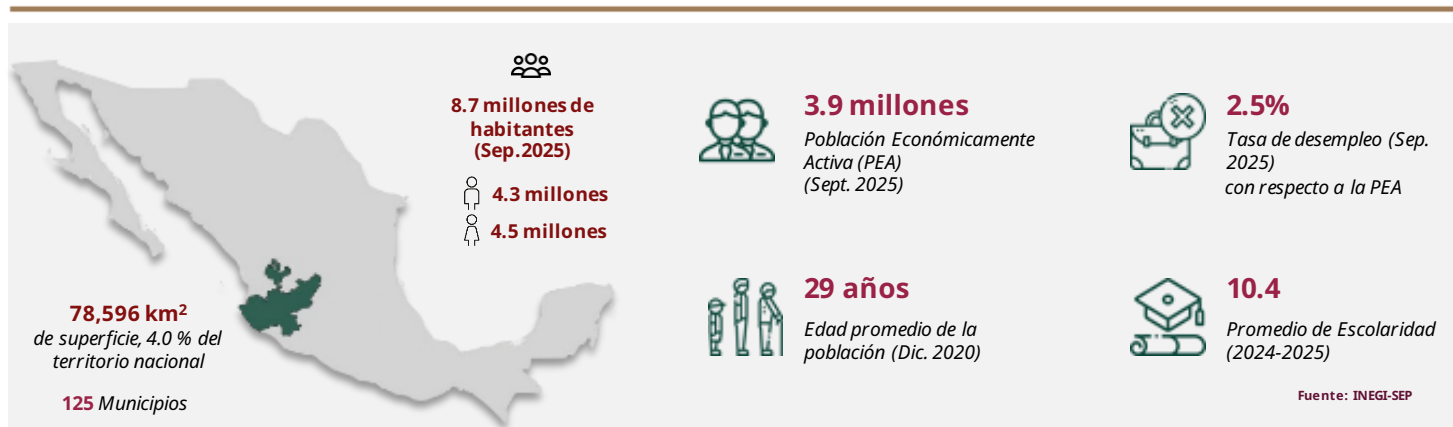 8.7 millones de
habitantes
(Sep.2025)
4.3 millones
4.5 millones
78,596 km²
de superficie, 4.0 % del
territorio nacional
125 Municipios
3.9 millones
Población Económicamente
Activa (PEA)
(Sept. 2025)
2.5%
Tasa de desempleo (Sep.
2025)
con respecto a la PEA
29 años
Edad promedio de la
población (Dic. 2020)
10.4
Promedio de Escolaridad
(2024-2025)
Fuente: INEGI-SEP